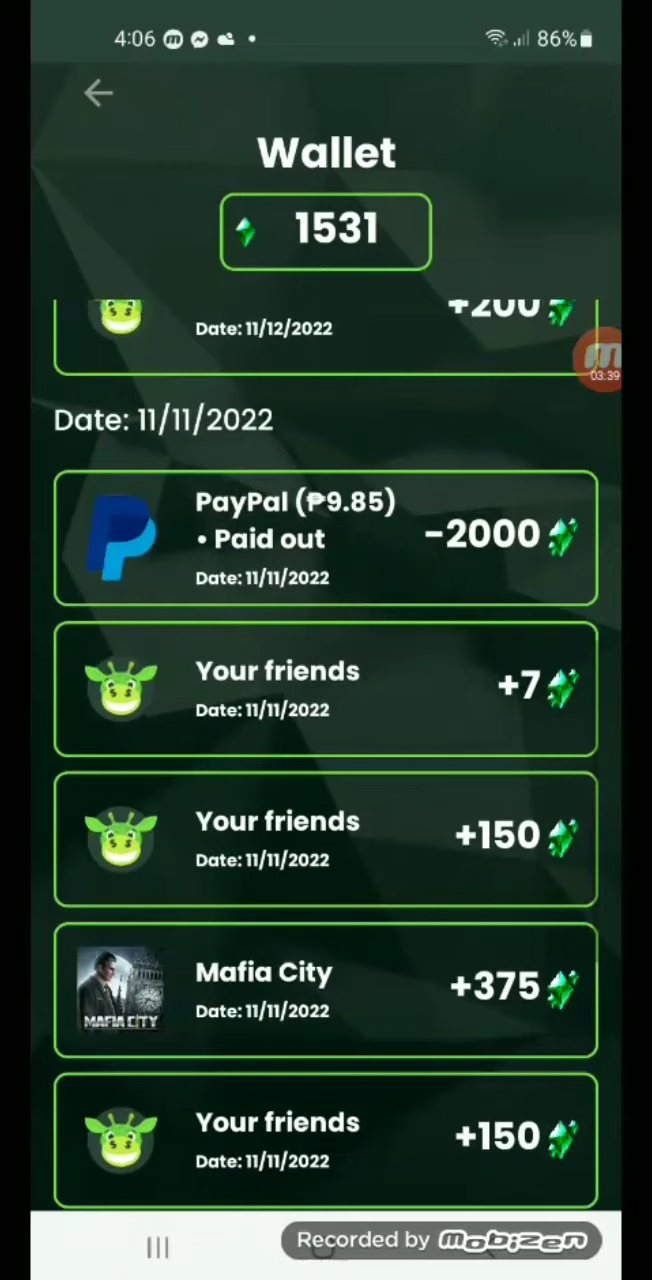 4:06
86%
Wallet
1531
+200
Date: 11/12/2022
03:39
Date: 11/11/2022
PayPal (₱9.85)
• Paid out
-2000
Date: 11/11/2022
Your friends
+7
Date: 11/11/2022
Your friends
+150
Date: 11/11/2022
Mafia City
+375
MAFIA CITY
Date: 11/11/2022
Your friends
+150
Date: 11/11/2022
Recorded by mobizen